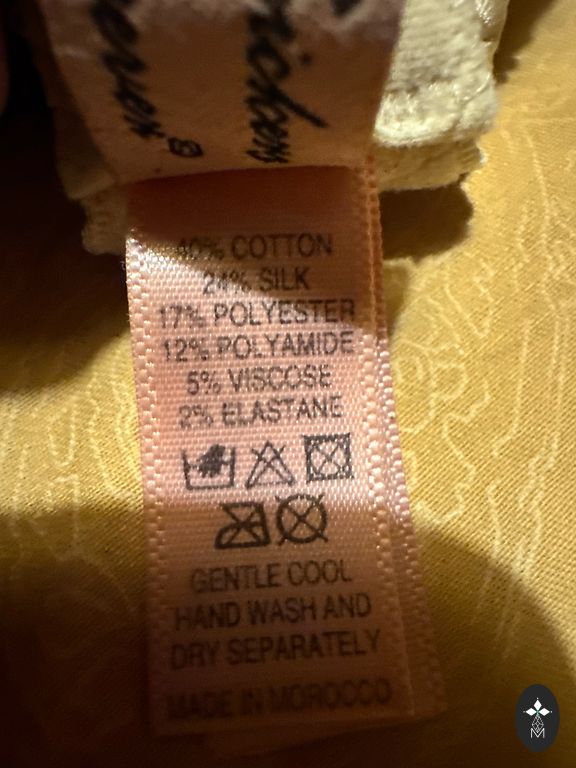 40% COTTON
24% SILK
17% POLYESTER
12% POLYAMIDE
5% VISCOSE
2% ELASTANE
GENTLE COOL
HAND WASH AND
DRY SEPARATELY
MADE IN MOROCCO